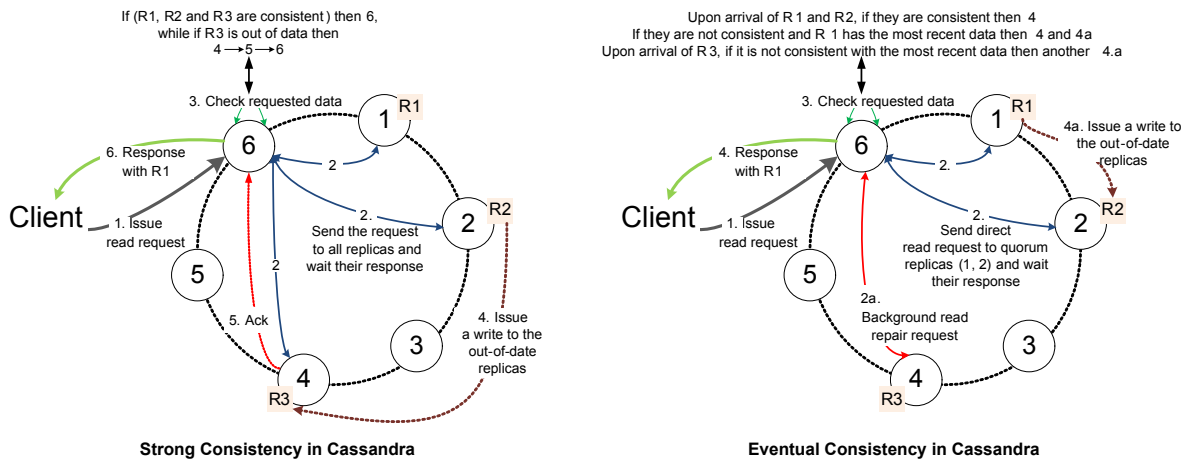 If (R1, R2 and R3 are consistent) then 6,
while if R3 is out of data then
4 → 5 → 6
3. Check requested data
R1
1
6
6. Response
with R1
2
Client
1. Issue
read request
2.
Send the request
to all replicas and
wait their response
2
R2
5
2
5. Ack
3
4. Issue
a write to the
out-of-date
replicas
4
R3
Strong Consistency in Cassandra
Upon arrival of R1 and R2, if they are consistent then 4
If they are not consistent and R1 has the most recent data then 4 and 4a
Upon arrival of R3, if it is not consistent with the most recent data then another 4.a
3. Check requested data
R1
1
4a. Issue a write to
the out-of-date
replicas
6
4. Response
with R1
2.
Client
1. Issue
read request
2.
Send direct
read request to quorum
replicas (1, 2) and wait
their response
2
R2
5
2a.
Background read
repair request
3
4
R3
Eventual Consistency in Cassandra